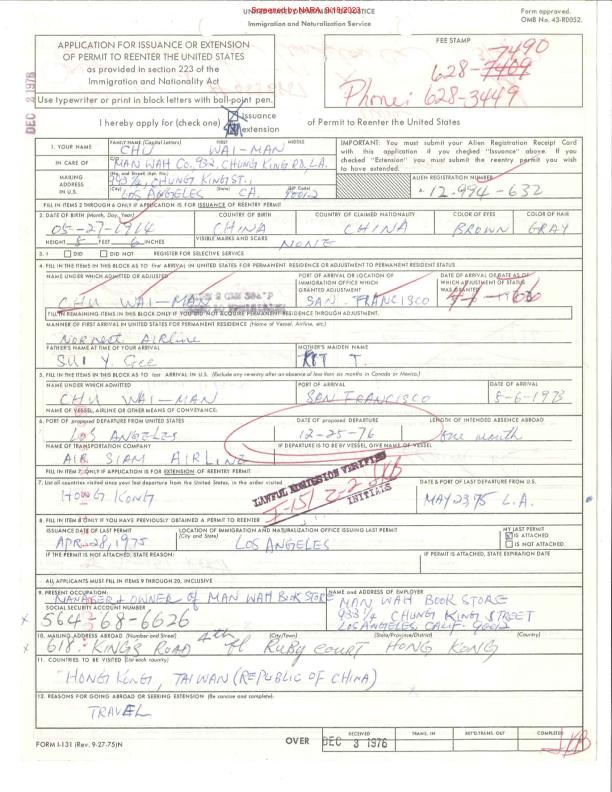 UNITED STATES DEPARTMENT OF JUSTICE
Scanned by NARA, 9/18/2023
Immigration and Naturalization Service
Form approved.
OMB No. 43-R0052.
APPLICATION FOR ISSUANCE OR EXTENSION
OF PERMIT TO REENTER THE UNITED STATES
as provided in section 223 of the
Immigration and Nationality Act
Use typewriter or print in block letters with ball-point pen.
FEE STAMP
7490
628-7409
Phone: 628-3449
DEC 2 1976
I hereby apply for (check one)
issuance
extension
of Permit to Reenter the United States
1. YOUR NAME
FAMILY NAME (Capital Letters) FIRST MIDDLE
CHU WAI-MAN
IN CARE OF
C/O
MAN WAH CO. 932, CHUNG KING RD, L.A.
MAILING ADDRESS IN U.S.
(No. and Street) (Apt. No.)
943¼, CHUNG KING ST.,
(City) (State) (ZIP Code)
LOS ANGELES CA. 90012
IMPORTANT: You must submit your Alien Registration Receipt Card
with this application if you checked "Issuance" above. If you
checked "Extension" you must submit the reentry permit you wish
to have extended.
ALIEN REGISTRATION NUMBER
A- 12-994-632
FILL IN ITEMS 2 THROUGH 6 ONLY IF APPLICATION IS FOR ISSUANCE OF REENTRY PERMIT
2. DATE OF BIRTH (Month, Day, Year) COUNTRY OF BIRTH COUNTRY OF CLAIMED NATIONALITY COLOR OF EYES COLOR OF HAIR
05-27-1914 CHINA CHINA BROWN GRAY
HEIGHT FEET 6 INCHES
VISIBLE MARKS AND SCARS
NONE
3. I DID DID NOT REGISTER FOR SELECTIVE SERVICE
4. FILL IN THE ITEMS IN THIS BLOCK AS TO first ARRIVAL IN UNITED STATES FOR PERMANENT RESIDENCE OR ADJUSTMENT TO PERMANENT RESIDENT STATUS
NAME UNDER WHICH ADMITTED OR ADJUSTED
PORT OF ARRIVAL OR LOCATION OF
IMMIGRATION OFFICE WHICH
GRANTED ADJUSTMENT
DATE OF ARRIVAL OR DATE AS OF
WHICH ADJUSTMENT OF STATUS
WAS GRANTED
CHU WAI-MAN SAN FRANCISCO
FILL IN REMAINING ITEMS IN THIS BLOCK ONLY IF YOU DID NOT ACQUIRE PERMANENT RESIDENCE THROUGH ADJUSTMENT.
MANNER OF FIRST ARRIVAL IN UNITED STATES FOR PERMANENT RESIDENCE (Name of Vessel, Airline, etc.)
Norwest Airline
FATHER'S NAME AT TIME OF YOUR ARRIVAL
MOTHER'S MAIDEN NAME
SUI Y. Gee T.
5. FILL IN THE ITEMS IN THIS BLOCK AS TO last ARRIVAL IN U.S. (Exclude any re-entry after an absence of less than six months in Canada or Mexico.)
NAME UNDER WHICH ADMITTED PORT OF ARRIVAL DATE OF ARRIVAL
CHU WAI-MAN SAN FRANCISCO 8-6-1973
NAME OF VESSEL, AIRLINE OR OTHER MEANS OF CONVEYANCE:
6. PORT OF proposed DEPARTURE FROM UNITED STATES DATE OF proposed DEPARTURE LENGTH OF INTENDED ABSENCE ABROAD
LOS ANGELES 12-25-76 One month
NAME OF TRANSPORTATION COMPANY IF DEPARTURE IS TO BE BY VESSEL, GIVE NAME OF VESSEL
AIR SIAM AIRLINE
FILL IN ITEM 7 ONLY IF APPLICATION IS FOR EXTENSION OF REENTRY PERMIT
LAWFUL ADMISSION VERIFIED
I-151
INITIALS
7. List all countries visited since your last departure from the United States, in the order visited DATE & PORT OF LAST DEPARTURE FROM U.S.
HONG KONG MAY 23, 75 L.A.
8. FILL IN ITEM 8 ONLY IF YOU HAVE PREVIOUSLY OBTAINED A PERMIT TO REENTER
ISSUANCE DATE OF LAST PERMIT LOCATION OF IMMIGRATION AND NATURALIZATION OFFICE ISSUING LAST PERMIT
(City and State)
MY LAST PERMIT
IS ATTACHED
IS NOT ATTACHED
APR. 28, 1975 LOS ANGELES
IF THE PERMIT IS NOT ATTACHED, STATE REASON: IF PERMIT IS ATTACHED, STATE EXPIRATION DATE
ALL APPLICANTS MUST FILL IN ITEMS 9 THROUGH 20, INCLUSIVE
9. PRESENT OCCUPATION: NAME AND ADDRESS OF EMPLOYER
MANAGER & OWNER of MAN WAH BOOK STORE MAN WAH BOOK STORE
SOCIAL SECURITY ACCOUNT NUMBER
933¼ CHUNG KING STREET
564-68-6626 LOS ANGELES, CALIF. 90012
10. MAILING ADDRESS ABROAD (Number and Street) (City/Town) (State/Province/District) (Country)
618 KINGS ROAD 4th fl RUBY COURT HONG KONG
11. COUNTRIES TO BE VISITED (List each country)
HONG KONG, TAIWAN (REPUBLIC OF CHINA)
12. REASONS FOR GOING ABROAD OR SEEKING EXTENSION (Be concise and complete):
TRAVEL
FORM I-131 (Rev. 9-27-75)N
OVER
RECEIVED TRANS. IN RET'D-TRANS. OUT COMPLETED
DEC 3 1976